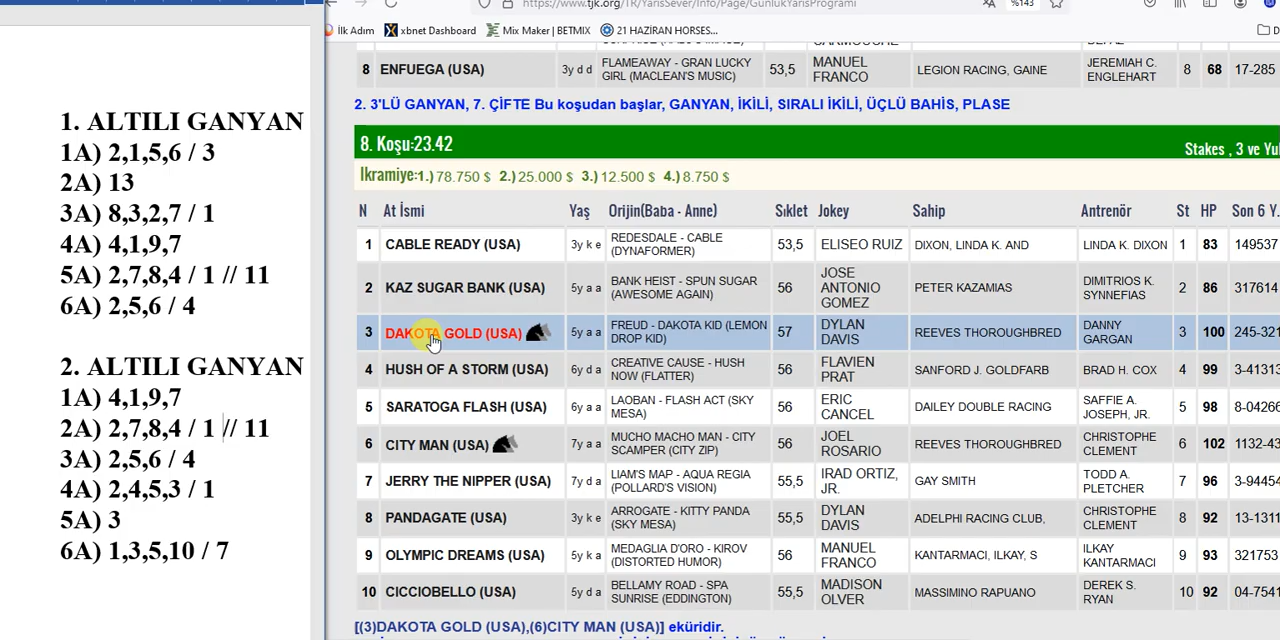 https://www.tjk.org/TR/YarisSever/Info/Page/GunlukYarisProgrami
%143
İlk Adım
xbnet Dashboard
Mix Maker | BETMIX
21 HAZİRAN HORSES...
1. ALTILI GANYAN
1A) 2,1,5,6 / 3
2A) 13
3A) 8,3,2,7 / 1
4A) 4,1,9,7
5A) 2,7,8,4 / 1 // 11
6A) 2,5,6 / 4
2. ALTILI GANYAN
1A) 4,1,9,7
2A) 2,7,8,4 / 1 // 11
3A) 2,5,6 / 4
4A) 2,4,5,3 / 1
5A) 3
6A) 1,3,5,10 / 7
8 ENFUEGA (USA) 3y d d FLAMEAWAY - GRAN LUCKY GIRL (MACLEAN'S MUSIC) 53,5 MANUEL FRANCO LEGION RACING, GAINE JEREMIAH C. ENGLEHART 8 68 17-285
2. 3'LÜ GANYAN, 7. ÇİFTE Bu koşudan başlar, GANYAN, İKİLİ, SIRALI İKİLİ, ÜÇLÜ BAHİS, PLASE
8. Koşu:23.42
Stakes , 3 ve Yu
Ikramiye:1.) 78.750 $ 2.) 25.000 $ 3.) 12.500 $ 4.) 8.750 $
N At İsmi Yaş Orijin(Baba - Anne) Sıklet Jokey Sahip Antrenör St HP Son 6 Y.
1 CABLE READY (USA) 3y k e REDESDALE - CABLE (DYNAFORMER) 53,5 ELISEO RUIZ DIXON, LINDA K. AND LINDA K. DIXON 1 83 149537
2 KAZ SUGAR BANK (USA) 5y a a BANK HEIST - SPUN SUGAR (AWESOME AGAIN) 56 JOSE ANTONIO GOMEZ PETER KAZAMIAS DIMITRIOS K. SYNNEFIAS 2 86 317614
3 DAKOTA GOLD (USA) 5y a a FREUD - DAKOTA KID (LEMON DROP KID) 57 DYLAN DAVIS REEVES THOROUGHBRED DANNY GARGAN 3 100 245-321
4 HUSH OF A STORM (USA) 6y d a CREATIVE CAUSE - HUSH NOW (FLATTER) 56 FLAVIEN PRAT SANFORD J. GOLDFARB BRAD H. COX 4 99 3-41313
5 SARATOGA FLASH (USA) 6y a a LAOBAN - FLASH ACT (SKY MESA) 56 ERIC CANCEL DAILEY DOUBLE RACING SAFFIE A. JOSEPH, JR. 5 98 8-04266
6 CITY MAN (USA) 7y a a MUCHO MACHO MAN - CITY SCAMPER (CITY ZIP) 56 JOEL ROSARIO REEVES THOROUGHBRED CHRISTOPHE CLEMENT 6 102 1132-43
7 JERRY THE NIPPER (USA) 7y d a LIAM'S MAP - AQUA REGIA (POLLARD'S VISION) 55,5 IRAD ORTIZ, JR. GAY SMITH TODD A. PLETCHER 7 96 3-94454
8 PANDAGATE (USA) 3y k e ARROGATE - KITTY PANDA (SKY MESA) 55,5 DYLAN DAVIS ADELPHI RACING CLUB, CHRISTOPHE CLEMENT 8 92 3-1311
9 OLYMPIC DREAMS (USA) 5y k a MEDAGLIA D'ORO - KIROV (DISTORTED HUMOR) 56 MANUEL FRANCO KANTARMACI, ILKAY, S ILKAY KANTARMACI 9 93 321753
10 CICCIOBELLO (USA) 5y d a BELLAMY ROAD - SPA SUNRISE (EDDINGTON) 55,5 MADISON OLVER MASSIMINO RAPUANO DEREK S. RYAN 10 92 04-7541
[(3)DAKOTA GOLD (USA),(6)CITY MAN (USA)] eküridir.